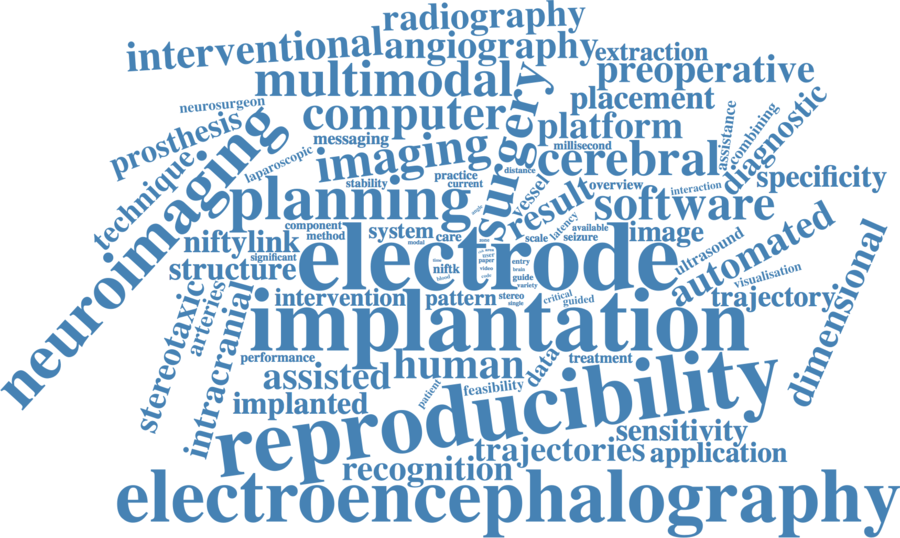 radiography
interventional
angiography
extraction
multimodal
preoperative
neurosurgeon
computer
placement
prosthesis
messaging
platform
assistance
combining
diagnostic
millisecond
neuroimaging
technique
laparoscopic
imaging
surgery
distance
cerebral
stability
practice
current
vessel
overview
interaction
specificity
planning
single
result
software
component
method
system
modal
care
latency
scale
available
seizure
image
niftylink
significant
electrode
paper
video
entry
brain
guide
variety
niftk
blood
ultrasound
automated
visualisation
structure
stereotaxic
arteries
intracranial
intervention
pattern
stereo
single
critical
guided
trajectory
dimensional
implantation
performance
human
data
treatment
assisted
patient
feasibility
implanted
reproducibility
sensitivity
trajectories
application
recognition
electroencephalography